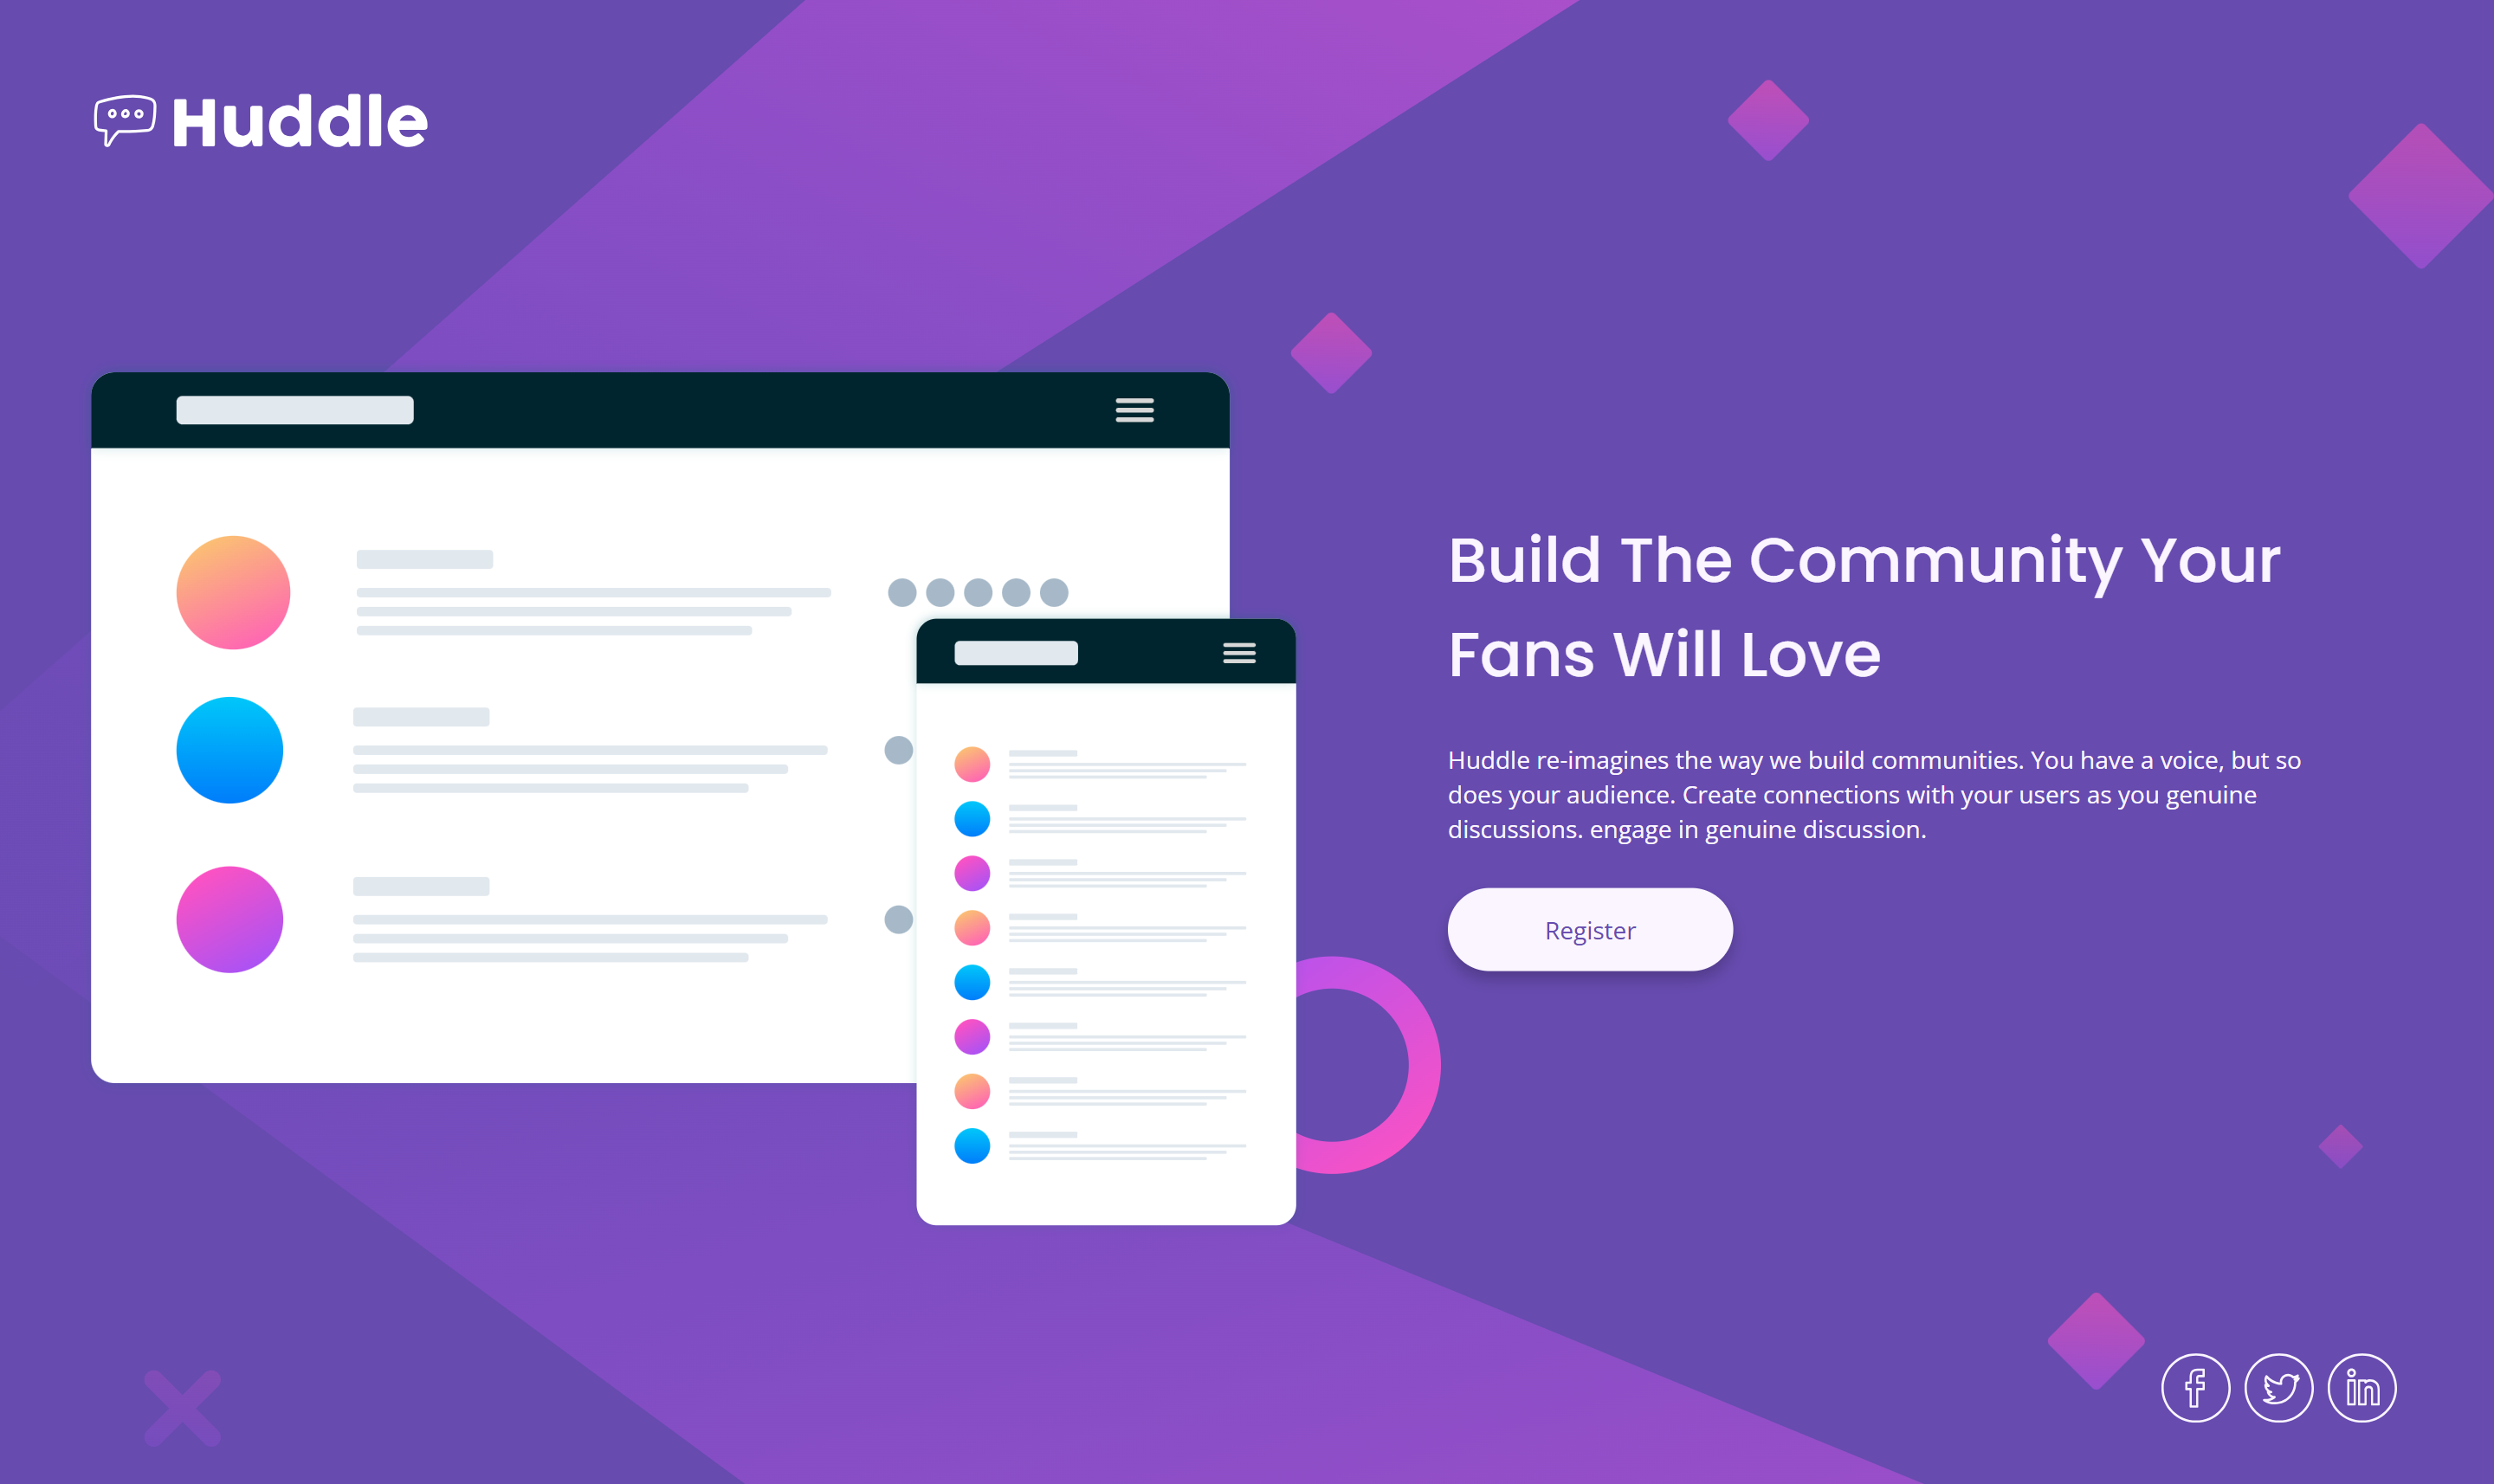 Huddle
Build The Community Your
Fans Will Love
Huddle re-imagines the way we build communities. You have a voice, but so
does your audience. Create connections with your users as you genuine
discussions. engage in genuine discussion.
Register